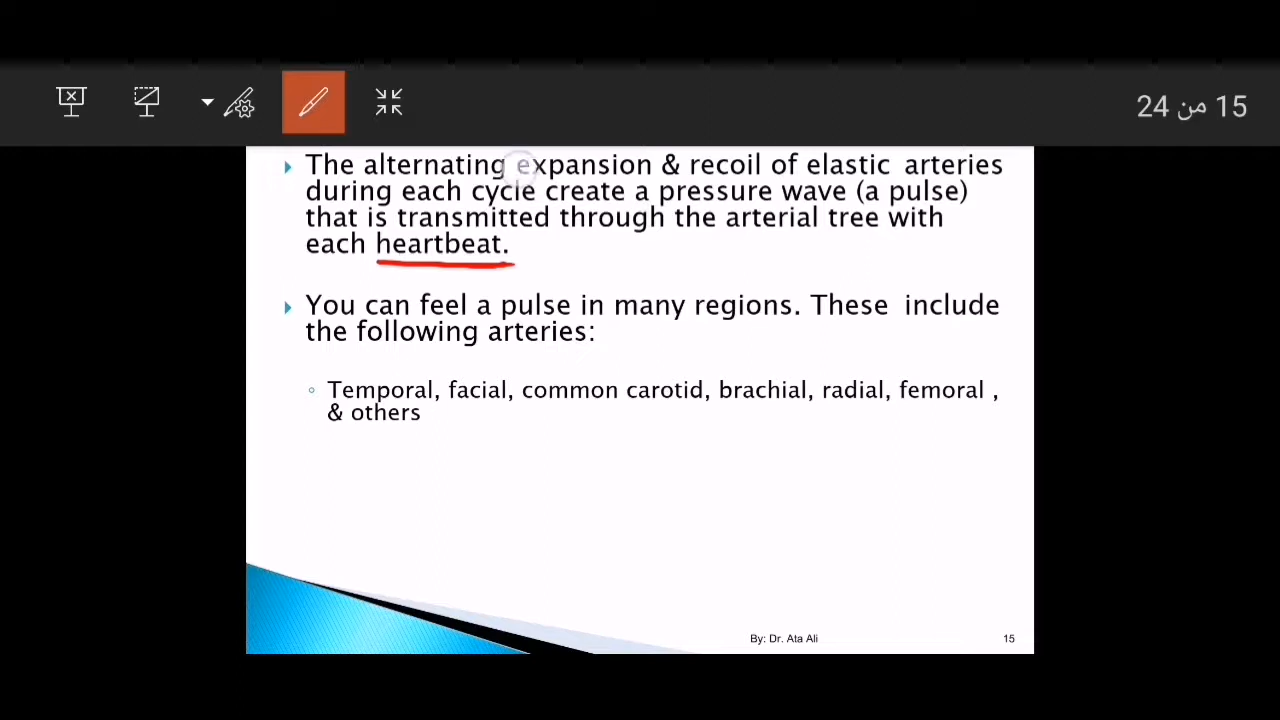 15 من 24
The alternating expansion & recoil of elastic arteries
during each cycle create a pressure wave (a pulse)
that is transmitted through the arterial tree with
each heartbeat.
You can feel a pulse in many regions. These include
the following arteries:
Temporal, facial, common carotid, brachial, radial, femoral ,
& others
By: Dr. Ata Ali
15